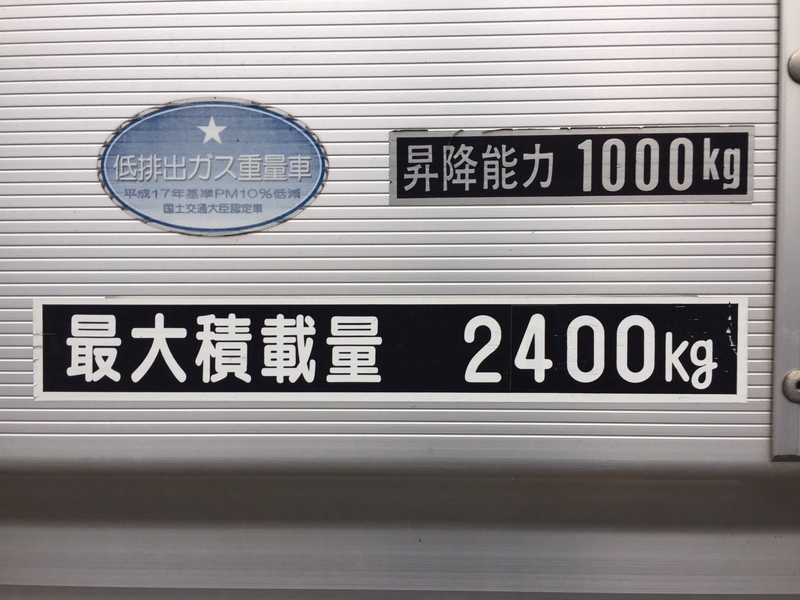 ★
低排出ガス重量車
平成17年基準PM10%低減
国土交通大臣認定車
昇降能力 1000kg
最大積載量 2400kg